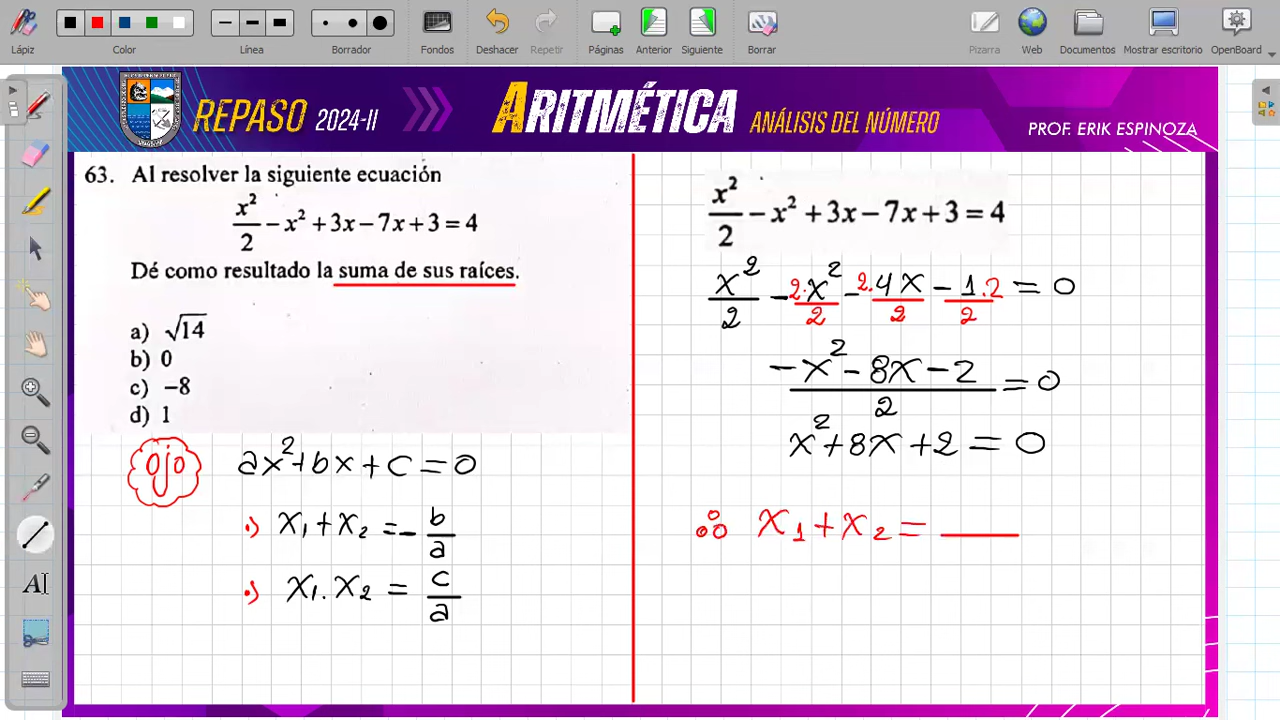 Lápiz
Color
Línea
Borrador
Fondos
Deshacer
Repetir
Páginas
Anterior
Siguiente
Borrar
Pizarra
Web
Documentos
Mostrar escritorio
OpenBoard
REPASO 2024-II
ARITMÉTICA ANÁLISIS DEL NÚMERO
PROF. ERIK ESPINOZA
63. Al resolver la siguiente ecuación
x²/2 − x² + 3x − 7x + 3 = 4
Dé como resultado la suma de sus raíces.
a) √14
b) 0
c) −8
d) 1
Ojo
ax² + bx + c = 0
•) x₁ + x₂ = − b/a
•) x₁ . x₂ = c/a
x²/2 − x² + 3x − 7x + 3 = 4
x²/2 − 2·x²/2 − 2·4x/2 − 1·2/2 = 0
(−x² − 8x − 2)/2 = 0
x² + 8x + 2 = 0
∴ x₁ + x₂ = ___
AI